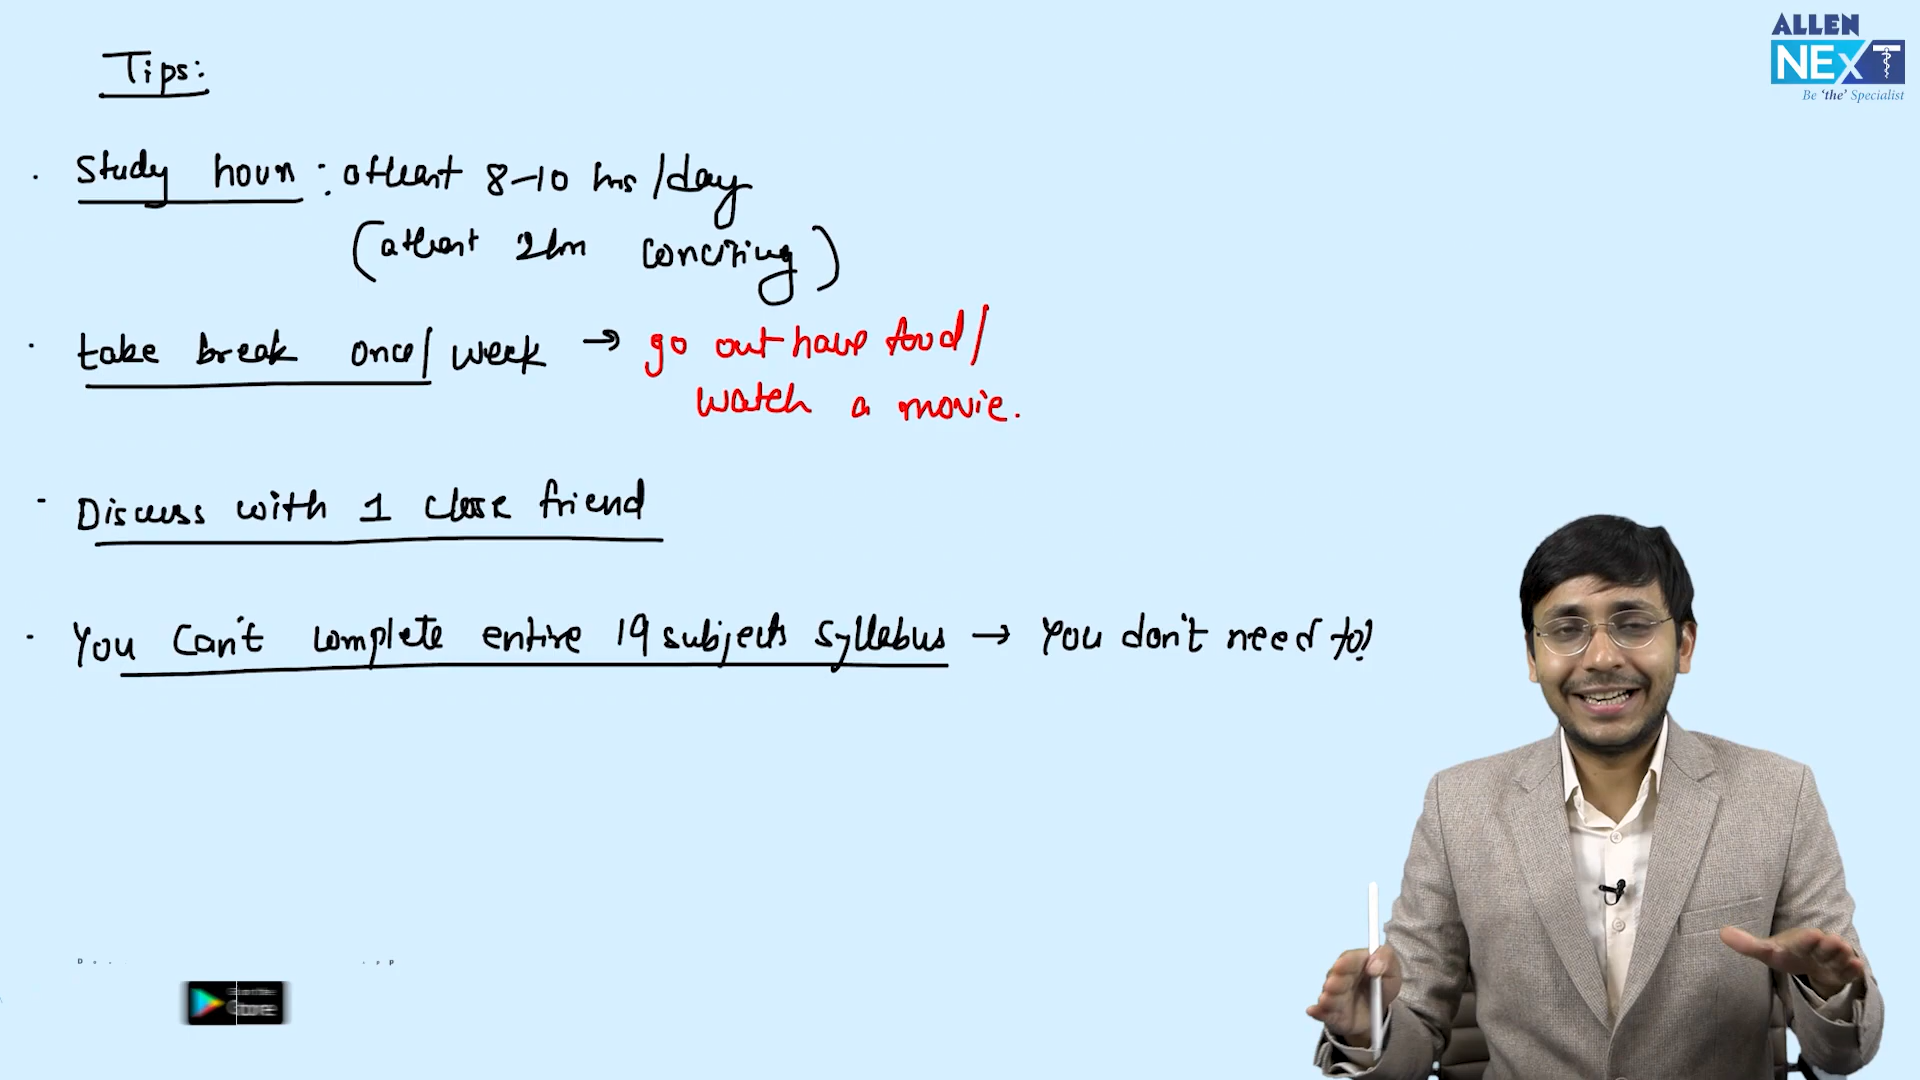 ALLEN
NEXT
Be 'the' Specialist
Tips:
. Study hours : atleast 8-10 hrs/day
(atleast 2hrs            )
. take break once/week → go out have food/
watch a movie.
- Discuss with 1 close friend
- You can't complete entire 19 subjects syllabus → You don't need to!